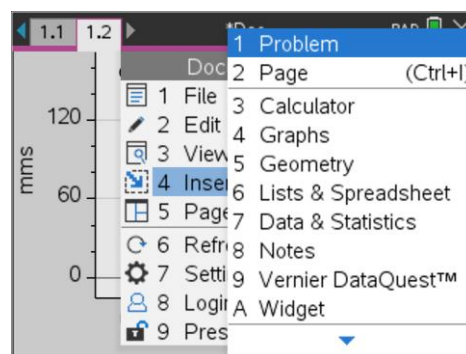 1.1 1.2 *Doc RAD
Doc
1 File
2 Edit
3 View
4 Inser
5 Page
6 Refr
7 Setti
8 Login
9 Pres
1 Problem
2 Page (Ctrl+I)
3 Calculator
4 Graphs
5 Geometry
6 Lists & Spreadsheet
7 Data & Statistics
8 Notes
9 Vernier DataQuest™
A Widget
mms
120
60
0